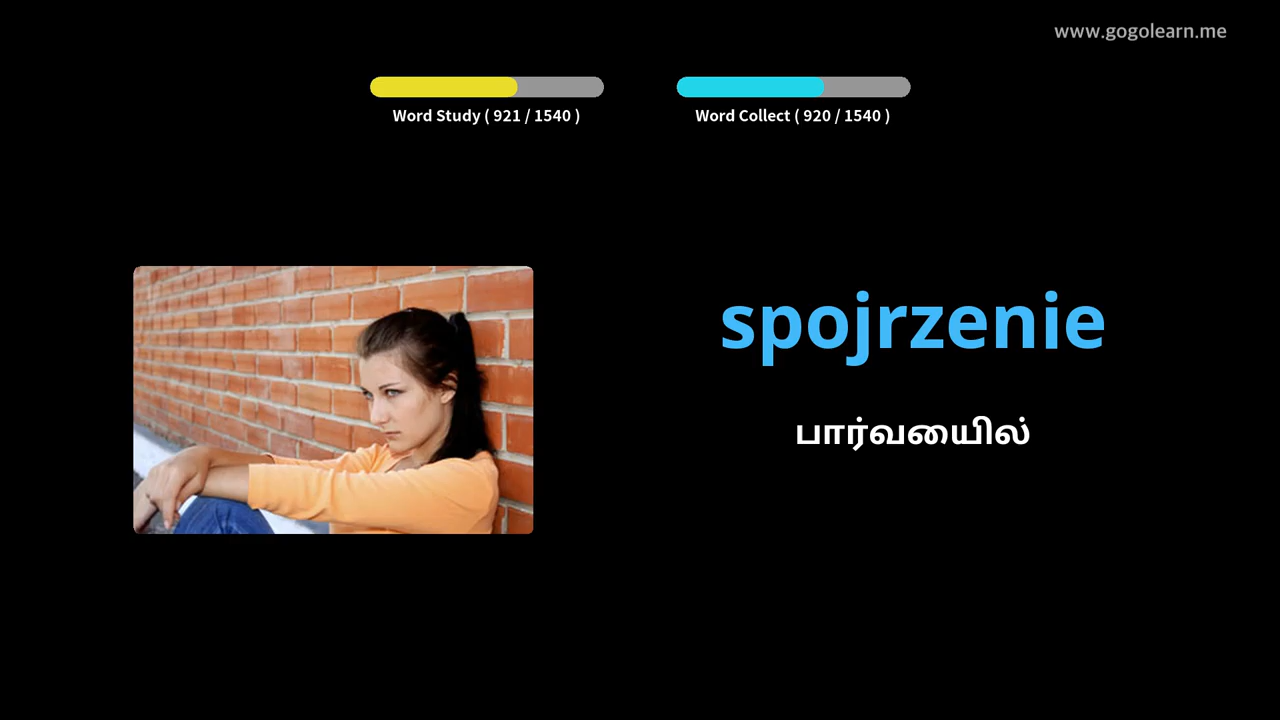 www.gogolearn.me
Word Study ( 921 / 1540 )
Word Collect ( 920 / 1540 )
spojrzenie
பார்வையில்